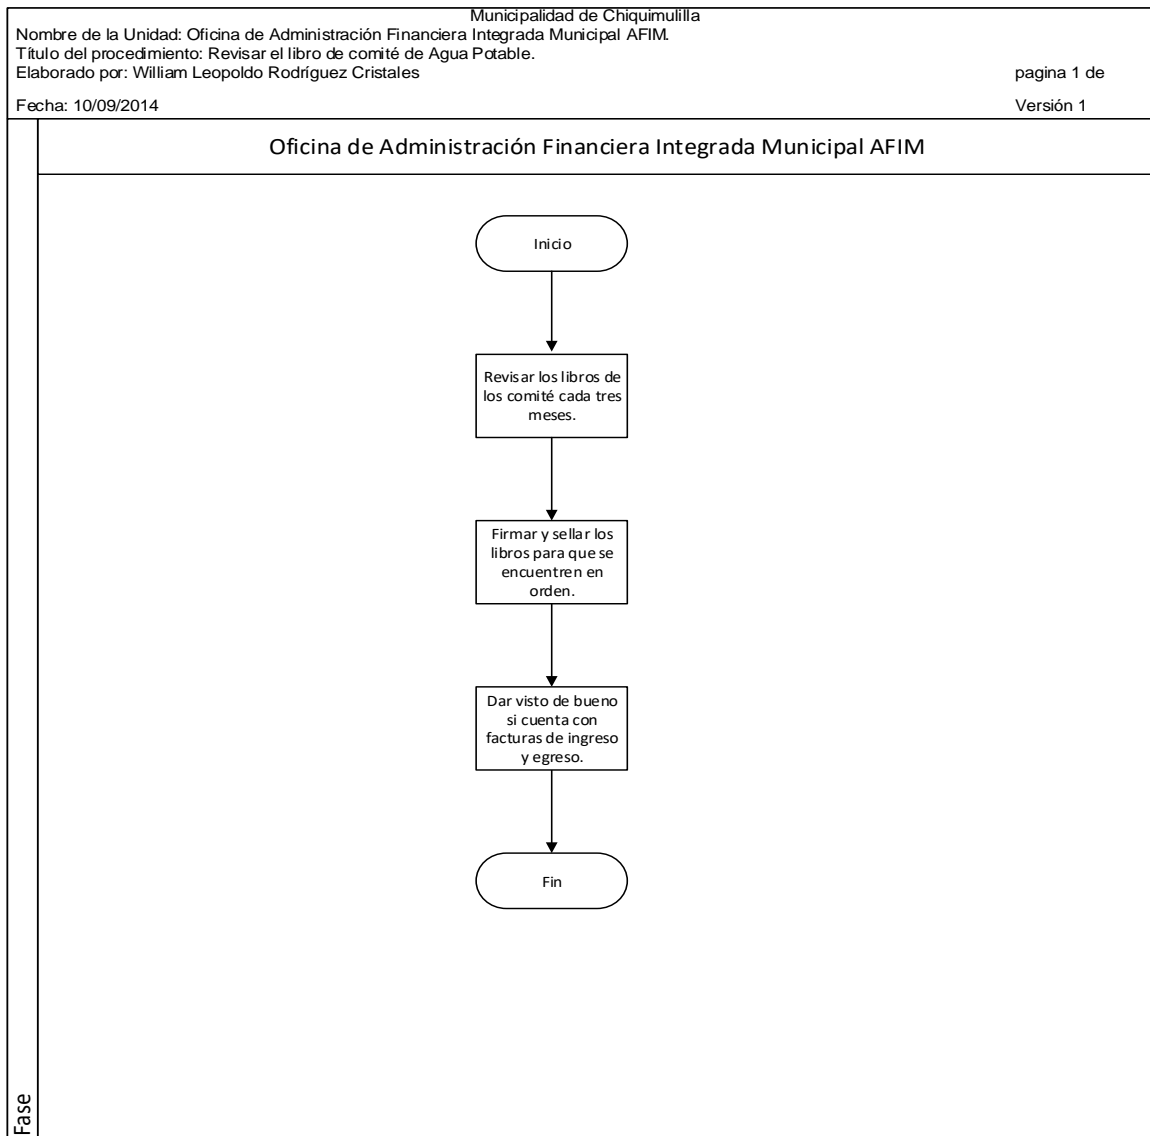 Municipalidad de Chiquimulilla
Nombre de la Unidad: Oficina de Administración Financiera Integrada Municipal AFIM.
Título del procedimiento: Revisar el libro de comité de Agua Potable.
Elaborado por: William Leopoldo Rodríguez Cristales
pagina 1 de
Fecha: 10/09/2014
Versión 1
Oficina de Administración Financiera Integrada Municipal AFIM
Inicio
Revisar los libros de
los comité cada tres
meses.
Firmar y sellar los
libros para que se
encuentren en
orden.
Dar visto de bueno
si cuenta con
facturas de ingreso
y egreso.
Fin
Fase